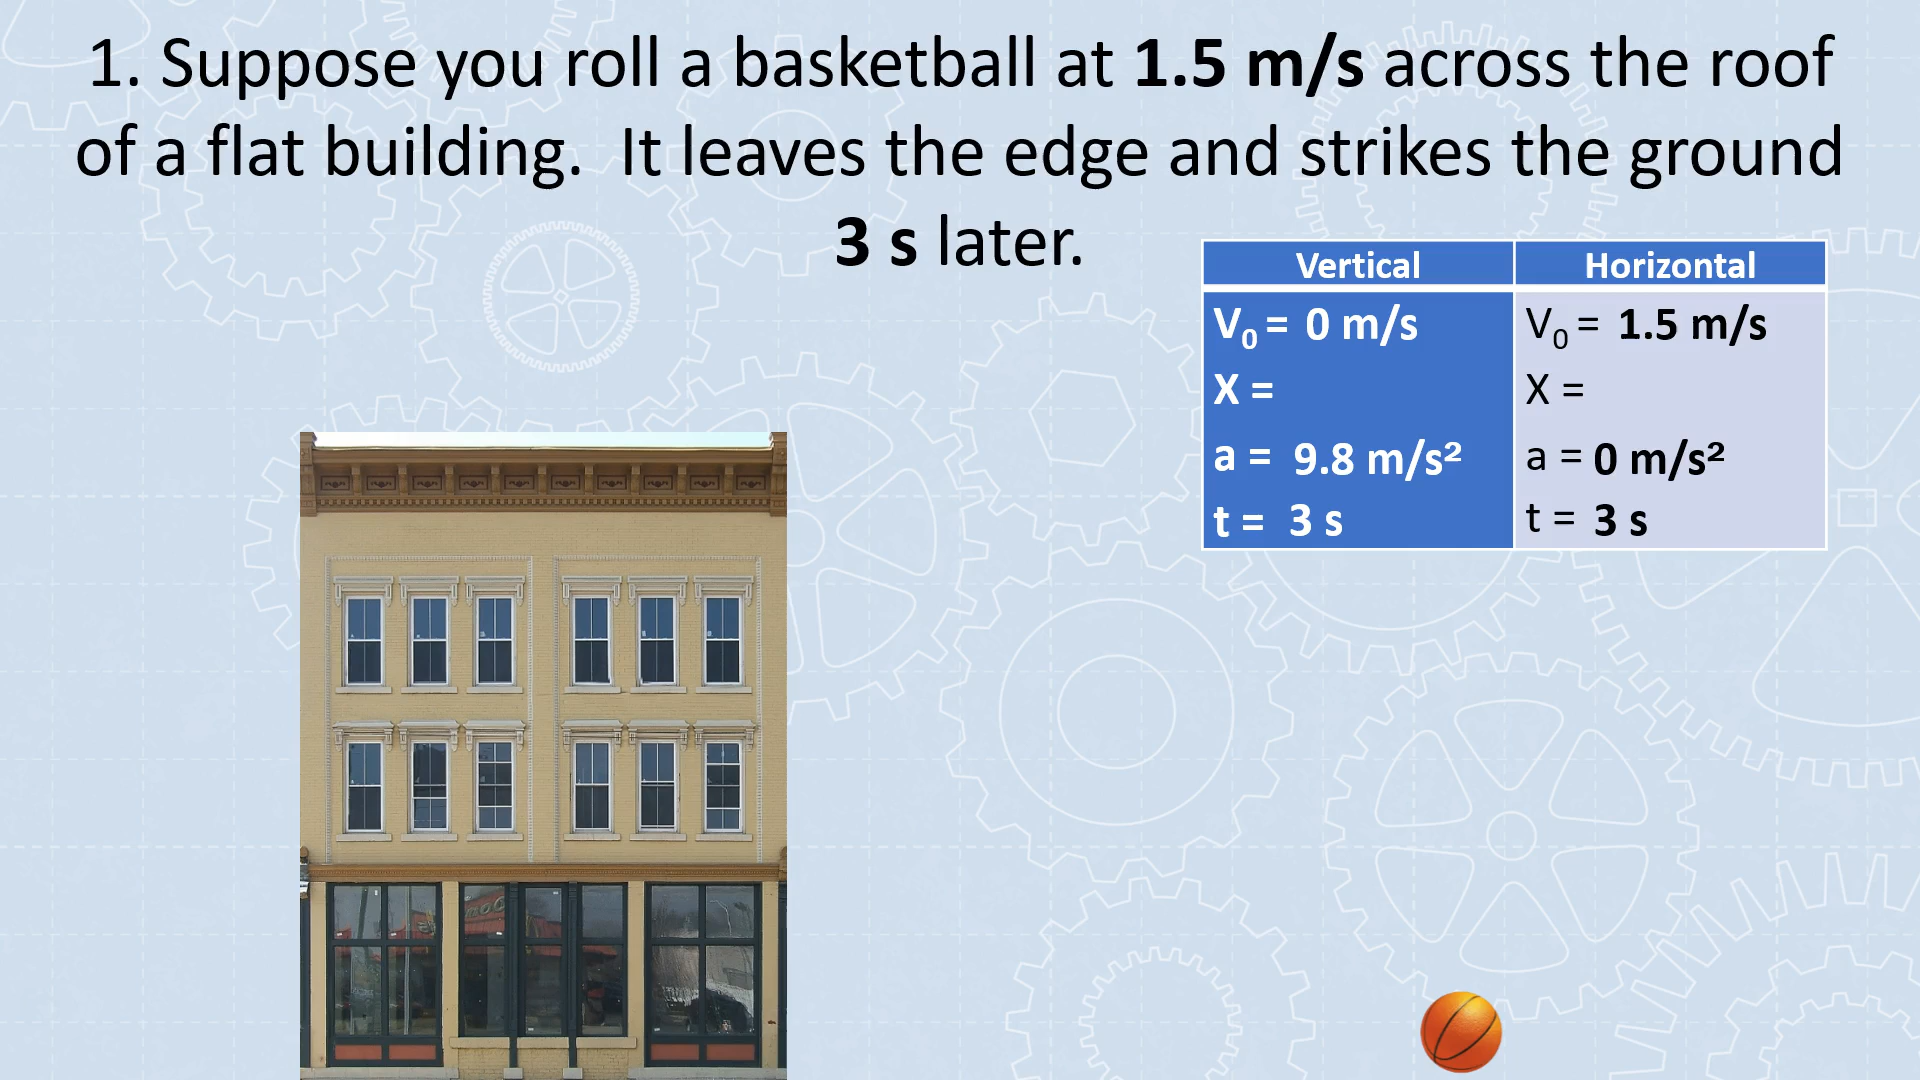 1. Suppose you roll a basketball at 1.5 m/s across the roof
of a flat building.  It leaves the edge and strikes the ground
3 s later.
Vertical Horizontal
V₀ = 0 m/s V₀ = 1.5 m/s
X = X =
a = 9.8 m/s² a = 0 m/s²
t = 3 s t = 3 s